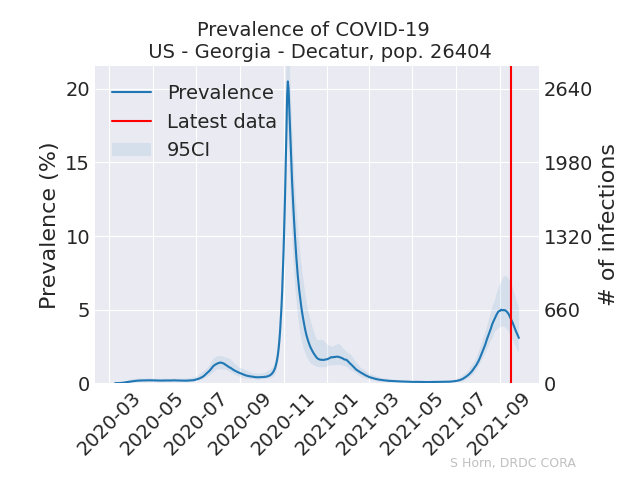 Prevalence of COVID-19
US - Georgia - Decatur, pop. 26404
Prevalence
Latest data
95CI
Prevalence (%)
20
15
10
5
0
# of infections
2640
1980
1320
660
0
2020-03
2020-05
2020-07
2020-09
2020-11
2021-01
2021-03
2021-05
2021-07
2021-09
S Horn, DRDC CORA